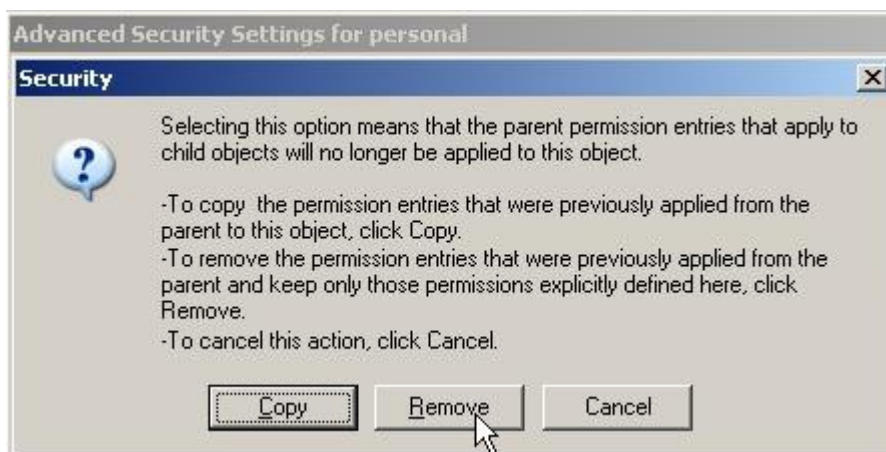 Advanced Security Settings for personal
Security
Selecting this option means that the parent permission entries that apply to
child objects will no longer be applied to this object.
-To copy  the permission entries that were previously applied from the
parent to this object, click Copy.
-To remove the permission entries that were previously applied from the
parent and keep only those permissions explicitly defined here, click
Remove.
-To cancel this action, click Cancel.
Copy Remove Cancel